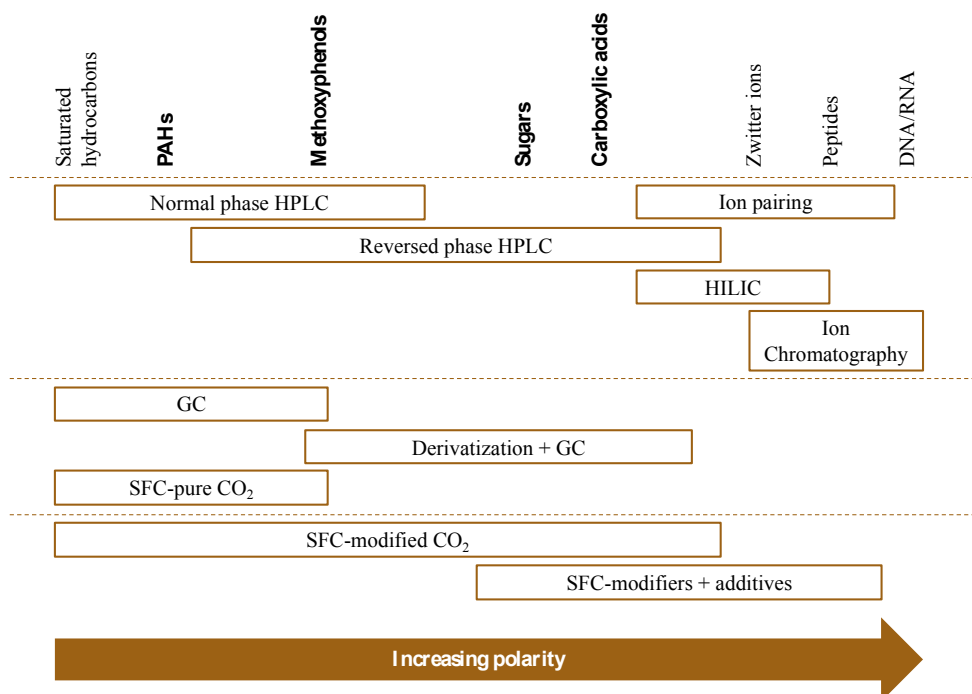 Saturated
hydrocarbons
PAHs
Methoxyphenols
Sugars
Carboxylic acids
Zwitter ions
Peptides
DNA/RNA
Normal phase HPLC
Ion pairing
Reversed phase HPLC
HILIC
Ion
Chromatography
GC
Derivatization + GC
SFC-pure CO₂
SFC-modified CO₂
SFC-modifiers + additives
Increasing polarity